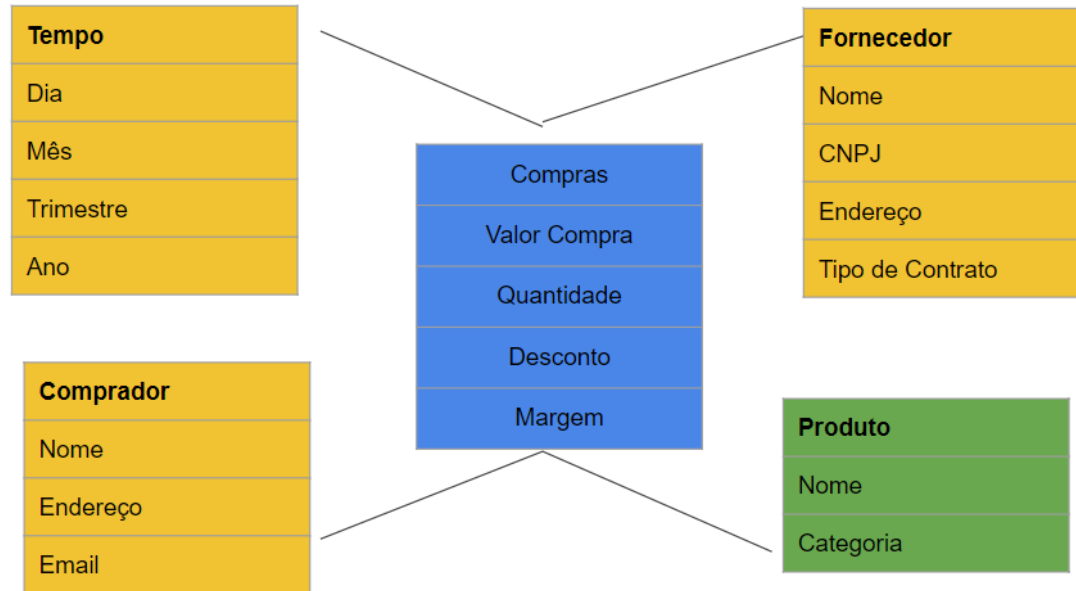 Tempo
Dia
Mês
Trimestre
Ano
Fornecedor
Nome
CNPJ
Endereço
Tipo de Contrato
Compras
Valor Compra
Quantidade
Desconto
Margem
Comprador
Nome
Endereço
Email
Produto
Nome
Categoria